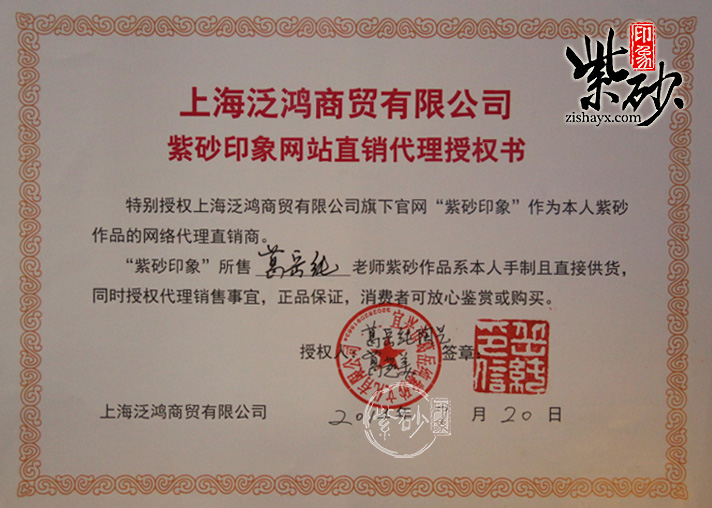 紫砂
印象
zishayx.com
上海泛鸿商贸有限公司
紫砂印象网站直销代理授权书
特别授权上海泛鸿商贸有限公司旗下官网“紫砂印象”作为本人紫砂
作品的网络代理直销商。
“紫砂印象”所售 葛岳纯 老师紫砂作品系本人手制且直接供货，
同时授权代理销售事宜，正品保证，消费者可放心鉴赏或购买。
授权人 葛岳纯 签章
上海泛鸿商贸有限公司 月 20 日
紫砂
印象